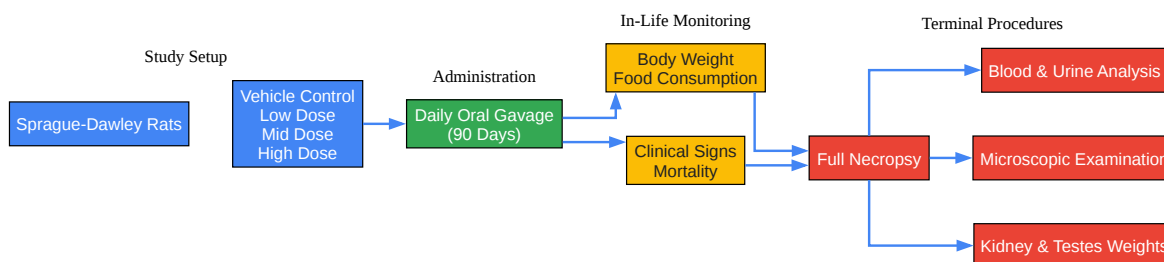 Study Setup
Sprague-Dawley Rats
Vehicle Control
Low Dose
Mid Dose
High Dose
Administration
Daily Oral Gavage
(90 Days)
In-Life Monitoring
Body Weight
Food Consumption
Clinical Signs
Mortality
Terminal Procedures
Full Necropsy
Blood & Urine Analysis
Microscopic Examination
Kidney & Testes Weights